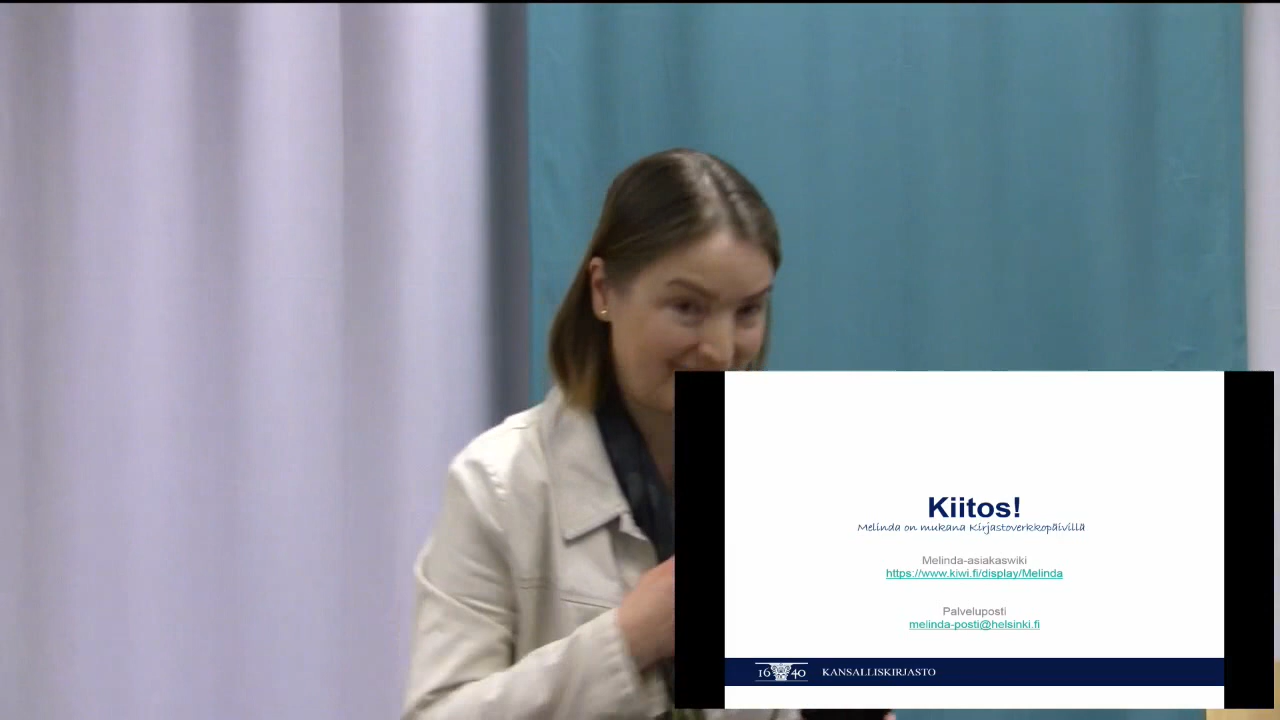 Kiitos!
Melinda on mukana Kirjastoverkkopäivillä
Melinda-asiakaswiki
https://www.kiwi.fi/display/Melinda
Palveluposti
melinda-posti@helsinki.fi
1640 KANSALLISKIRJASTO